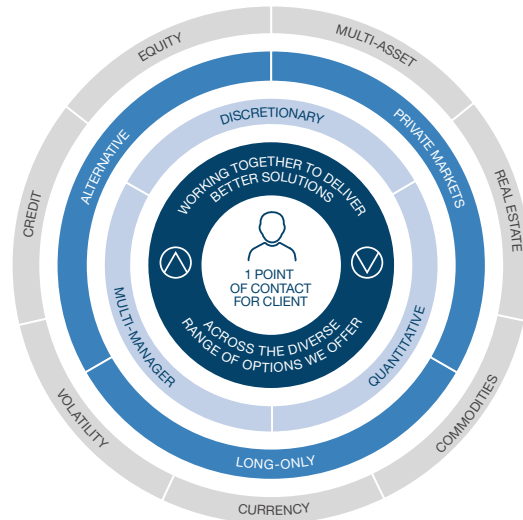 EQUITY
MULTI-ASSET
REAL ESTATE
COMMODITIES
CURRENCY
VOLATILITY
CREDIT
ALTERNATIVE
PRIVATE MARKETS
LONG-ONLY
DISCRETIONARY
QUANTITATIVE
MULTI-MANAGER
WORKING TOGETHER TO DELIVER
BETTER SOLUTIONS
1 POINT
OF CONTACT
FOR CLIENT
ACROSS THE DIVERSE
RANGE OF OPTIONS WE OFFER